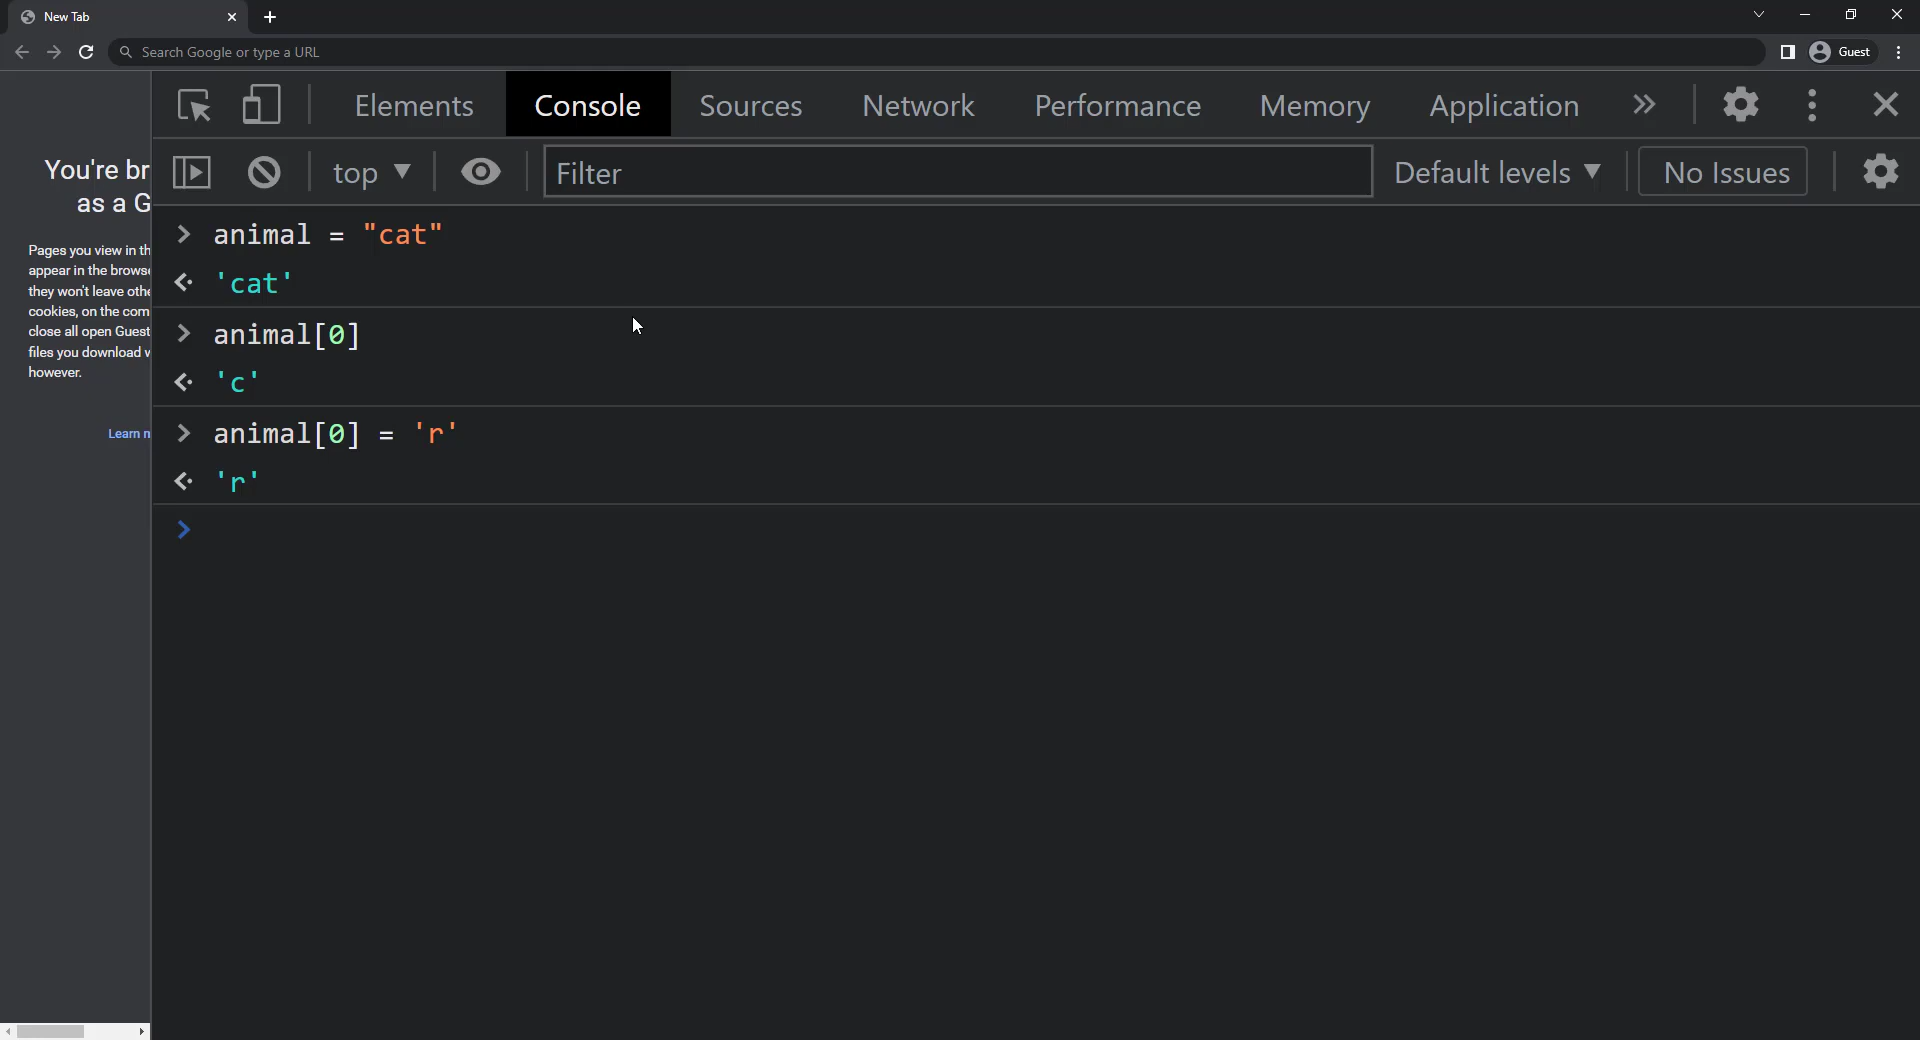 New Tab
Search Google or type a URL
Guest
Elements Console Sources Network Performance Memory Application
top Filter Default levels No Issues
You're br
as a G
Pages you view in th
appear in the browse
they won't leave othe
cookies, on the com
close all open Guest
files you download
however.
Learn
> animal = "cat"
'cat'
> animal[0]
'c'
> animal[0] = 'r'
'r'
>